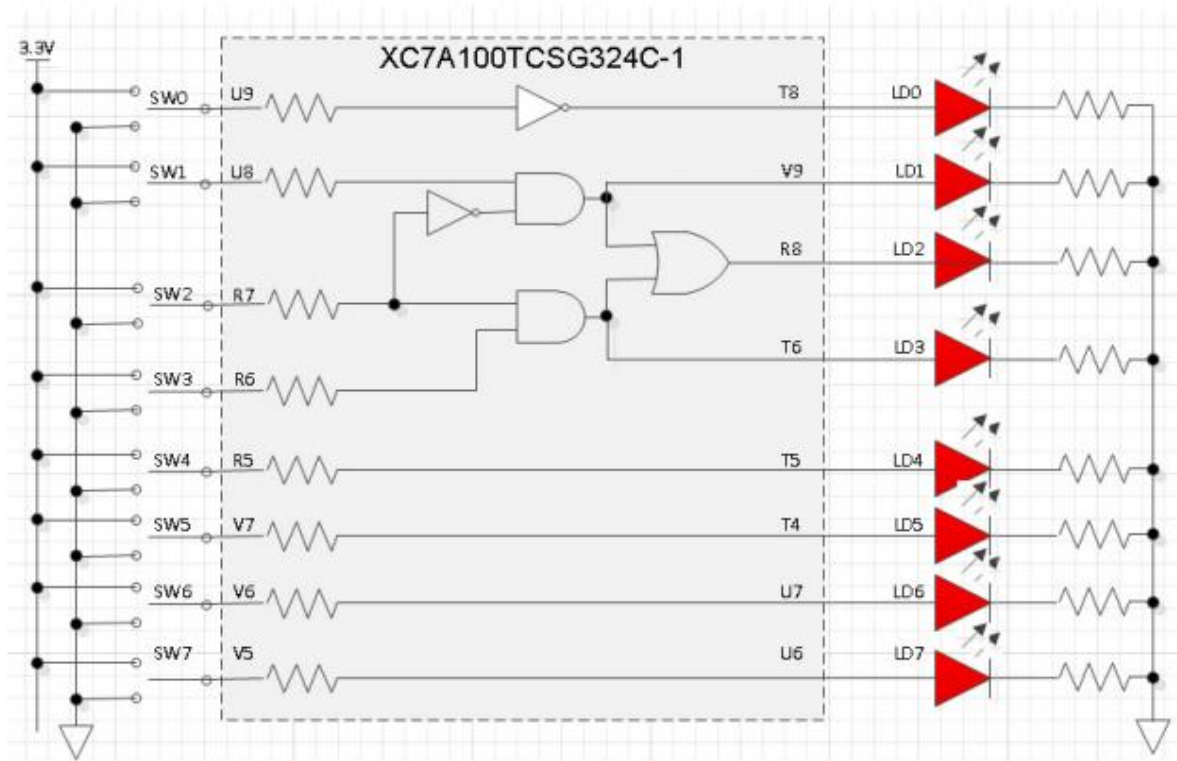 XC7A100TCSG324C-1
3.3V
SW0 U9 T8 LD0
SW1 U8 V9 LD1
R8 LD2
SW2 R7
T6 LD3
SW3 R6
SW4 R5 T5 LD4
SW5 V7 T4 LD5
SW6 V6 U7 LD6
SW7 V5 U6 LD7